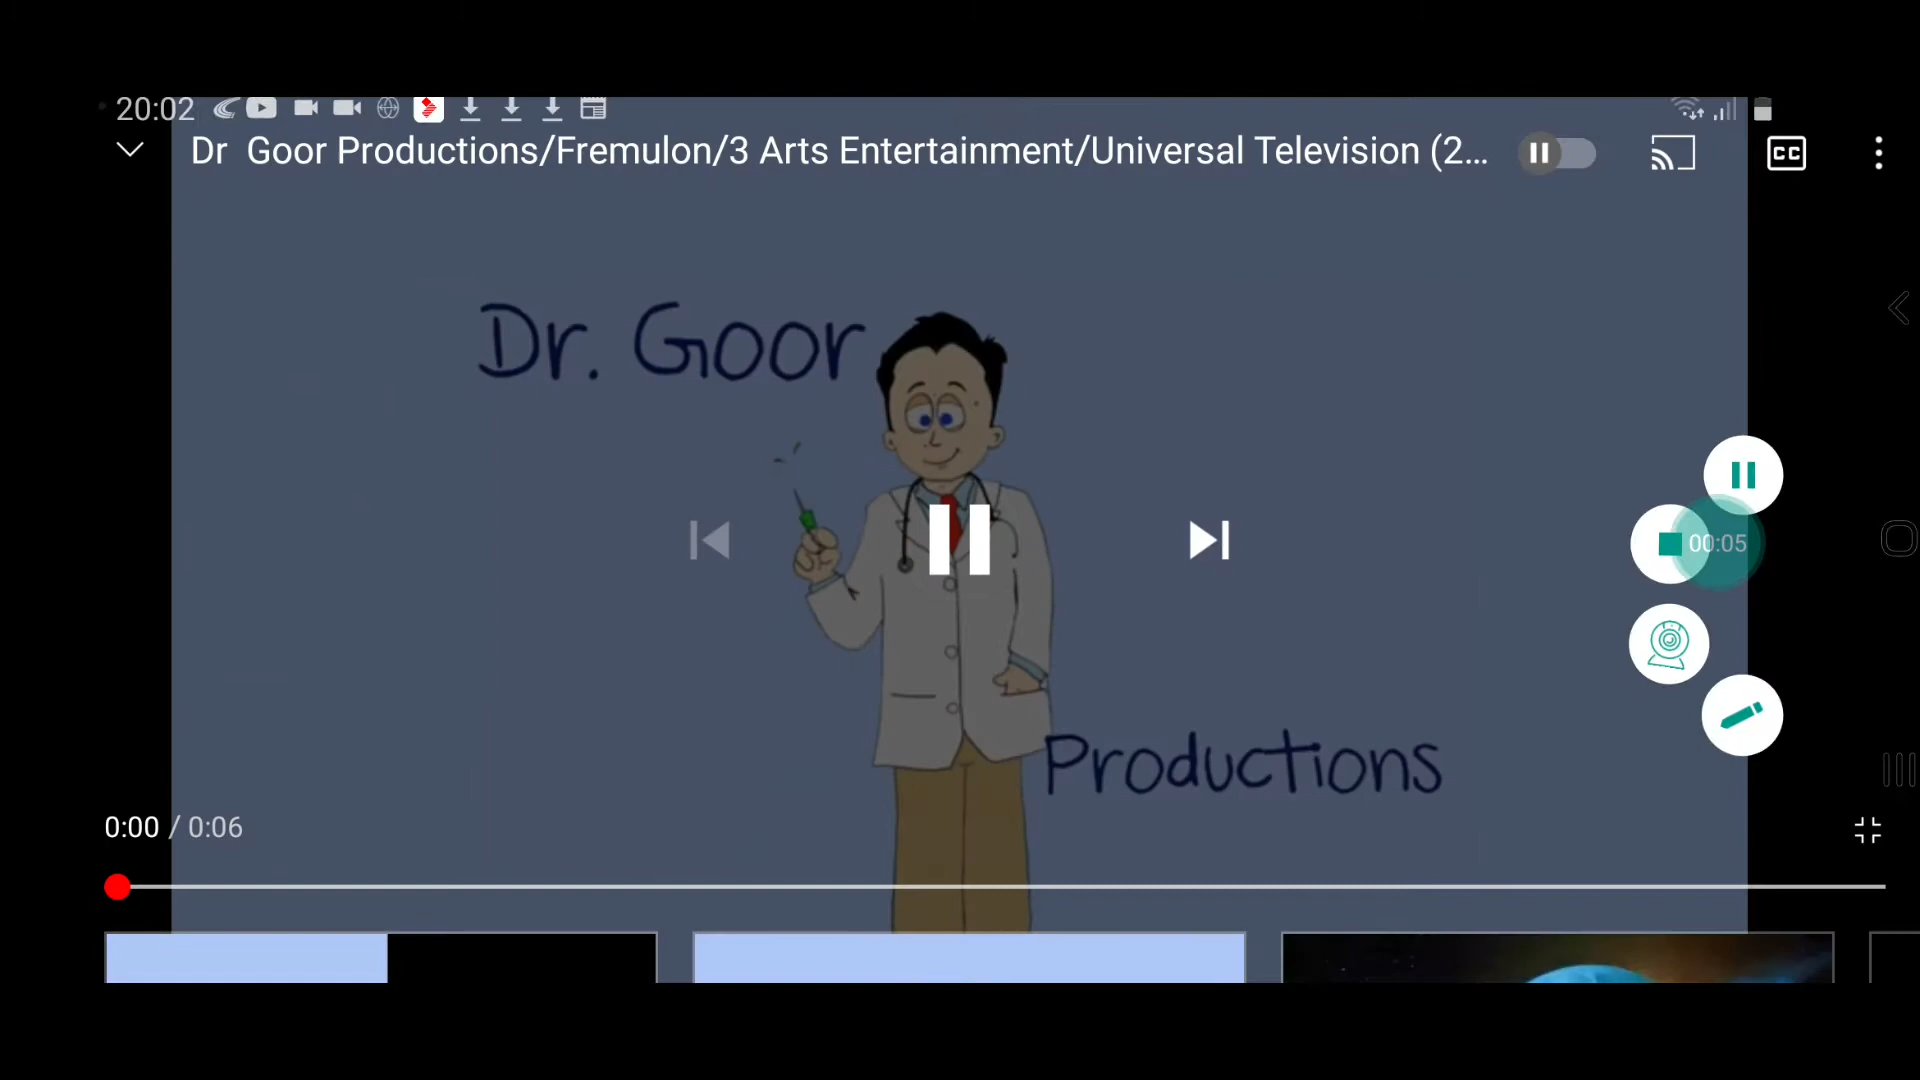 20:02
Dr  Goor Productions/Fremulon/3 Arts Entertainment/Universal Television (2...
CC
Dr. Goor
00:05
Productions
0:00 / 0:06